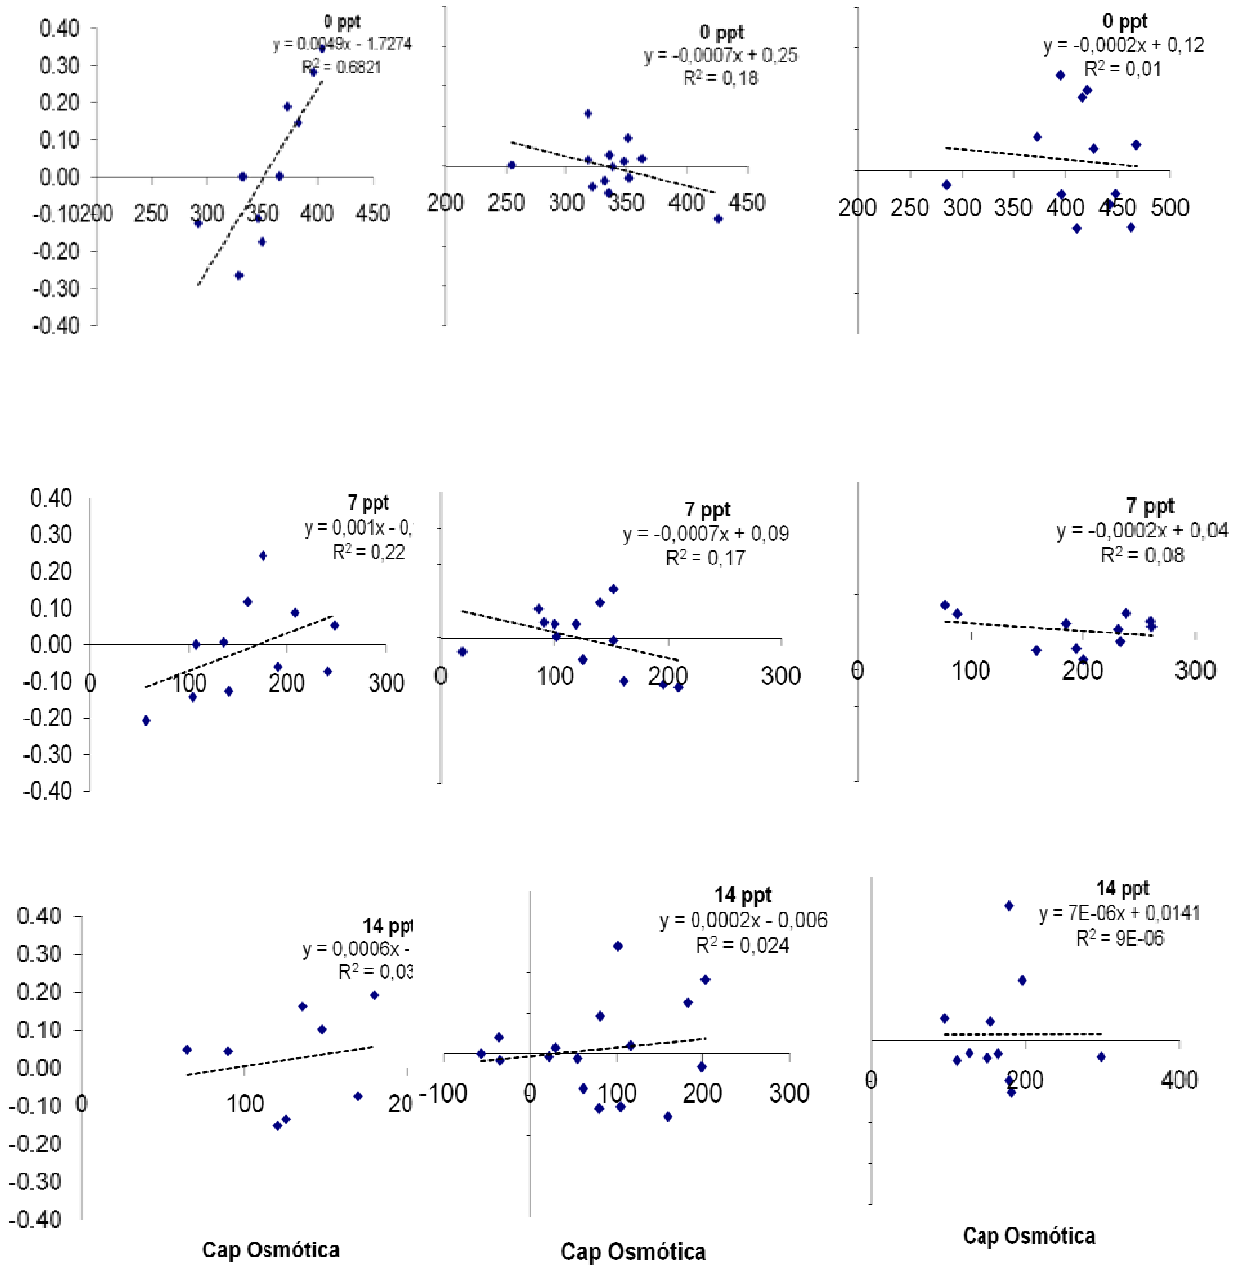 0 ppt
y = 0.0049x - 1.7274
R² = 0.6821
0.40
0.30
0.20
0.10
0.00
-0.10
-0.20
-0.30
-0.40
200 250 300 350 400 450
0 ppt
y = -0,0007x + 0,25
R² = 0,18
200 250 300 350 400 450
0 ppt
y = -0,0002x + 0,12
R² = 0,01
200 250 300 350 400 450 500
7 ppt
y = 0,001x - 0,
R² = 0,22
0.40
0.30
0.20
0.10
0.00
-0.10
-0.20
-0.30
-0.40
0 100 200 300
7 ppt
y = -0,0007x + 0,09
R² = 0,17
0 100 200 300
7 ppt
y = -0,0002x + 0,04
R² = 0,08
0 100 200 300
14 ppt
y = 0,0006x -
R² = 0,03
0.40
0.30
0.20
0.10
0.00
-0.10
-0.20
-0.30
-0.40
0 100 20
Cap Osmótica
14 ppt
y = 0,0002x - 0,006
R² = 0,024
-100 0 100 200 300
Cap Osmótica
14 ppt
y = 7E-06x + 0,0141
R² = 9E-06
0 200 400
Cap Osmótica